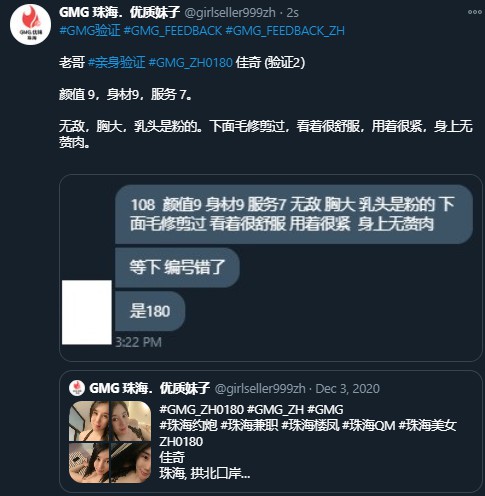 GMG 珠海．优质妹子 @girlseller999zh · 2s
#GMG验证 #GMG_FEEDBACK #GMG_FEEDBACK_ZH
老哥 #亲身验证 #GMG_ZH0180 佳奇 (验证2)
颜值 9，身材9，服务 7。
无敌，胸大，乳头是粉的。下面毛修剪过，看着很舒服，用着很紧，身上无
赘肉。
108 颜值9 身材9 服务7 无敌 胸大 乳头是粉的 下
面毛修剪过 看着很舒服 用着很紧 身上无赘肉
等下 编号错了
是180
3:22 PM
GMG 珠海．优质妹子 @girlseller999zh · Dec 3, 2020
#GMG_ZH0180 #GMG_ZH #GMG
#珠海约炮 #珠海兼职 #珠海楼凤 #珠海QM #珠海美女
ZH0180
佳奇
珠海, 拱北口岸...
GMG 优妹
珠海